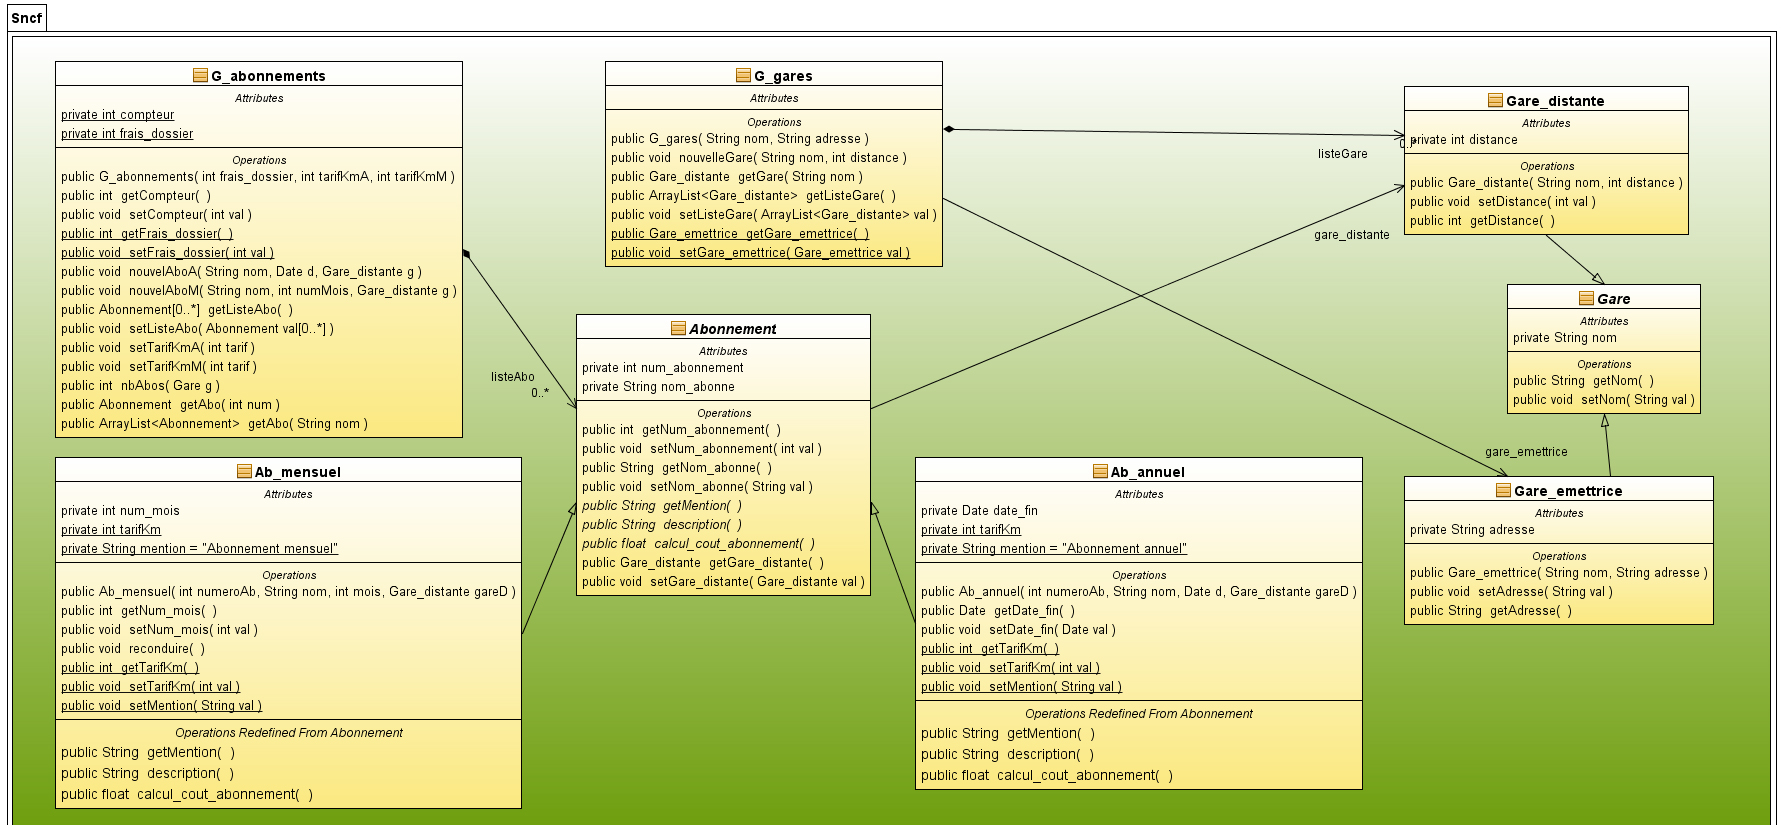 Sncf
G_abonnements
Attributes
private int compteur
private int frais_dossier
Operations
public G_abonnements( int frais_dossier, int tarifKmA, int tarifKmM )
public int getCompteur( )
public void setCompteur( int val )
public int getFrais_dossier( )
public void setFrais_dossier( int val )
public void nouvelAboA( String nom, Date d, Gare_distante g )
public void nouvelAboM( String nom, int numMois, Gare_distante g )
public Abonnement[0..*] getListeAbo( )
public void setListeAbo( Abonnement val[0..*] )
public void setTarifKmA( int tarif )
public void setTarifKmM( int tarif )
public int nbAbos( Gare g )
public Abonnement getAbo( int num )
public ArrayList<Abonnement> getAbo( String nom )
G_gares
Attributes
Operations
public G_gares( String nom, String adresse )
public void nouvelleGare( String nom, int distance )
public Gare_distante getGare( String nom )
public ArrayList<Gare_distante> getListeGare( )
public void setListeGare( ArrayList<Gare_distante> val )
public Gare_emettrice getGare_emettrice( )
public void setGare_emettrice( Gare_emettrice val )
listeGare
0..*
gare_distante
Gare_distante
Attributes
private int distance
Operations
public Gare_distante( String nom, int distance )
public void setDistance( int val )
public int getDistance( )
Gare
Attributes
private String nom
Operations
public String getNom( )
public void setNom( String val )
listeAbo
0..*
Abonnement
Attributes
private int num_abonnement
private String nom_abonne
Operations
public int getNum_abonnement( )
public void setNum_abonnement( int val )
public String getNom_abonne( )
public void setNom_abonne( String val )
public String getMention( )
public String description( )
public float calcul_cout_abonnement( )
public Gare_distante getGare_distante( )
public void setGare_distante( Gare_distante val )
gare_emettrice
Gare_emettrice
Attributes
private String adresse
Operations
public Gare_emettrice( String nom, String adresse )
public void setAdresse( String val )
public String getAdresse( )
Ab_mensuel
Attributes
private int num_mois
private int tarifKm
private String mention = "Abonnement mensuel"
Operations
public Ab_mensuel( int numeroAb, String nom, int mois, Gare_distante gareD )
public int getNum_mois( )
public void setNum_mois( int val )
public void reconduire( )
public int getTarifKm( )
public void setTarifKm( int val )
public void setMention( String val )
Operations Redefined From Abonnement
public String getMention( )
public String description( )
public float calcul_cout_abonnement( )
Ab_annuel
Attributes
private Date date_fin
private int tarifKm
private String mention = "Abonnement annuel"
Operations
public Ab_annuel( int numeroAb, String nom, Date d, Gare_distante gareD )
public Date getDate_fin( )
public void setDate_fin( Date val )
public int getTarifKm( )
public void setTarifKm( int val )
public void setMention( String val )
Operations Redefined From Abonnement
public String getMention( )
public String description( )
public float calcul_cout_abonnement( )